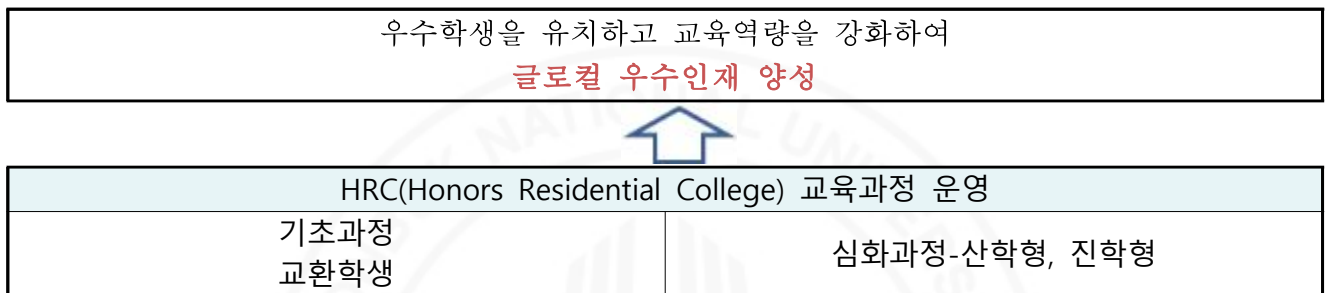 우수학생을 유치하고 교육역량을 강화하여
글로컬 우수인재 양성
HRC(Honors Residential College) 교육과정 운영
기초과정
교환학생
심화과정-산학형, 진학형